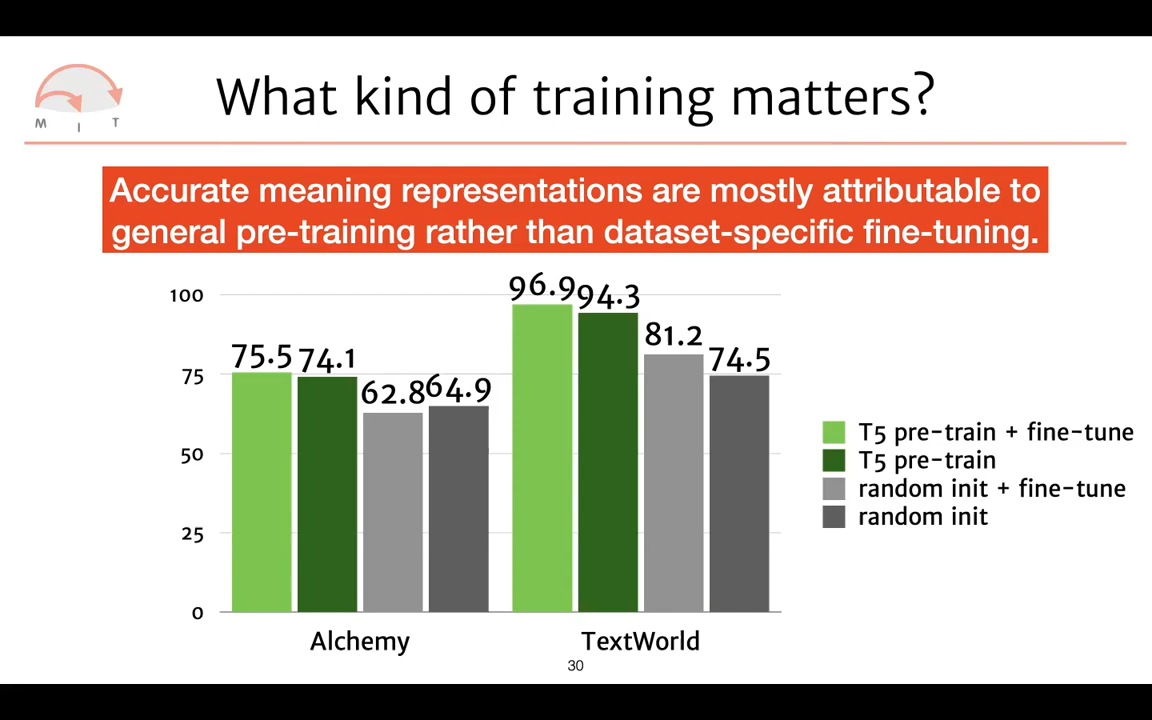 M I T
What kind of training matters?
Accurate meaning representations are mostly attributable to
general pre-training rather than dataset-specific fine-tuning.
100
75
50
25
0
75.5 74.1 62.8 64.9
96.9 94.3 81.2 74.5
Alchemy TextWorld
T5 pre-train + fine-tune
T5 pre-train
random init + fine-tune
random init
30